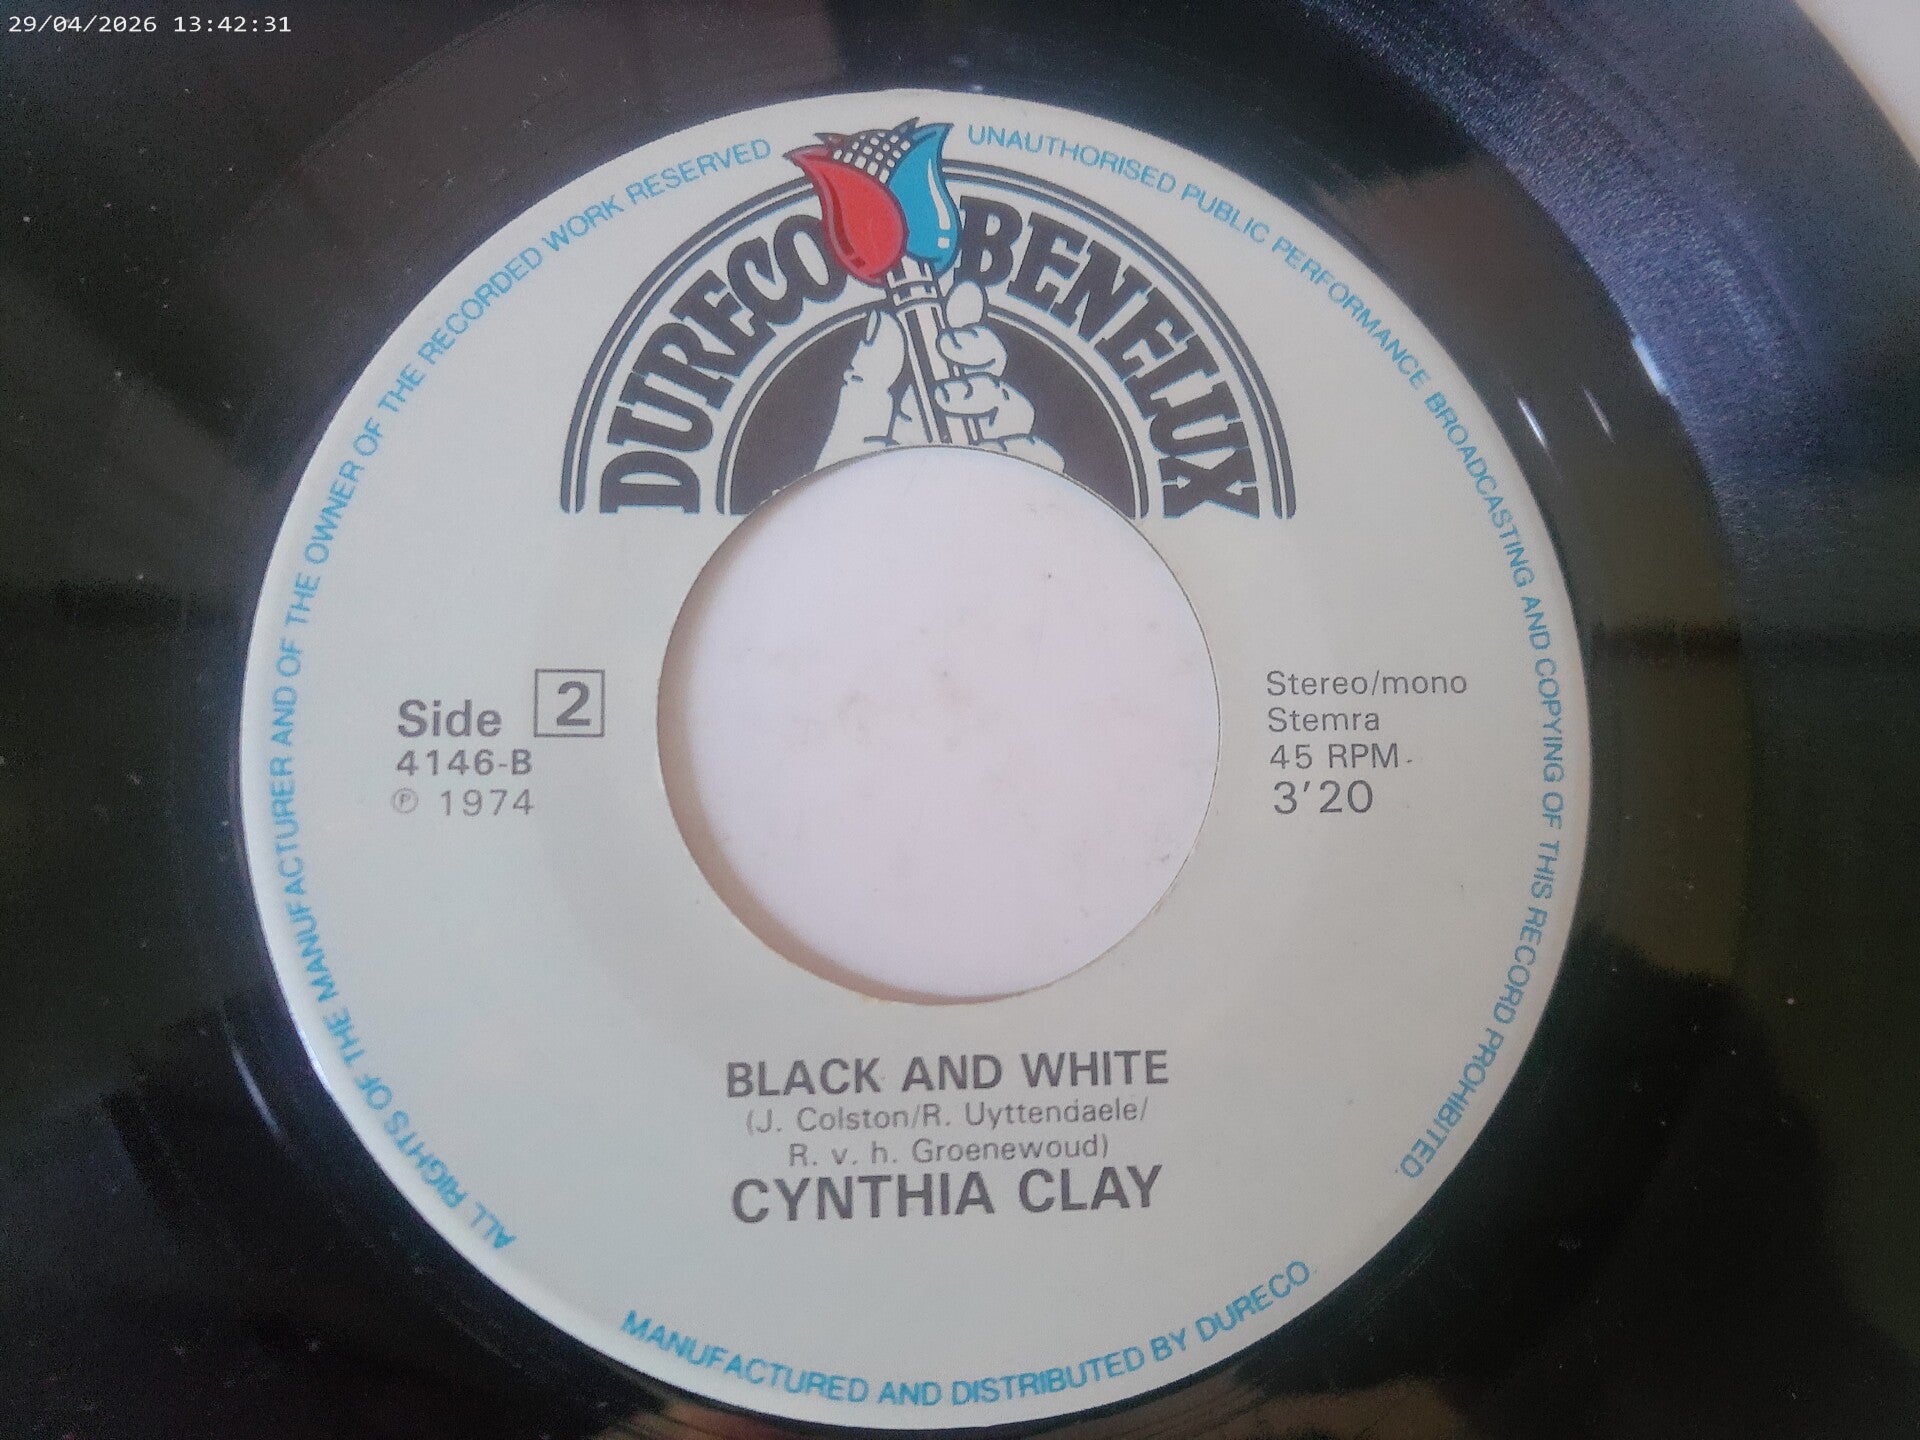 29/04/2026 13:42:31
ALL RIGHTS OF THE MANUFACTURER AND OF THE OWNER OF THE RECORDED WORK RESERVED
UNAUTHORISED PUBLIC PERFORMANCE BROADCASTING AND COPYING OF THIS RECORD PROHIBITED.
DURECO BENELUX
Side 2
4146-B
℗ 1974
Stereo/mono
Stemra
45 RPM
3'20
BLACK AND WHITE
(J. Colston/R. Uyttendaele/
R. v. h. Groenewoud)
CYNTHIA CLAY
MANUFACTURED AND DISTRIBUTED BY DURECO